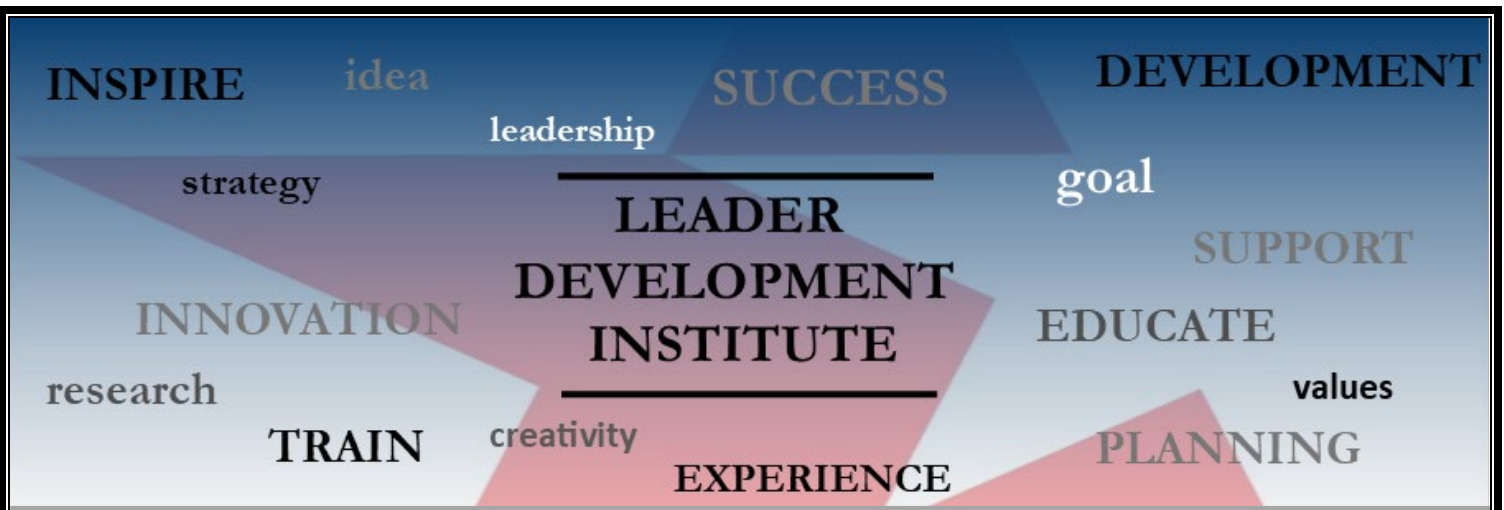 INSPIRE
idea
SUCCESS
DEVELOPMENT
leadership
strategy
goal
LEADER
DEVELOPMENT
INSTITUTE
SUPPORT
INNOVATION
EDUCATE
research
values
TRAIN
creativity
PLANNING
EXPERIENCE